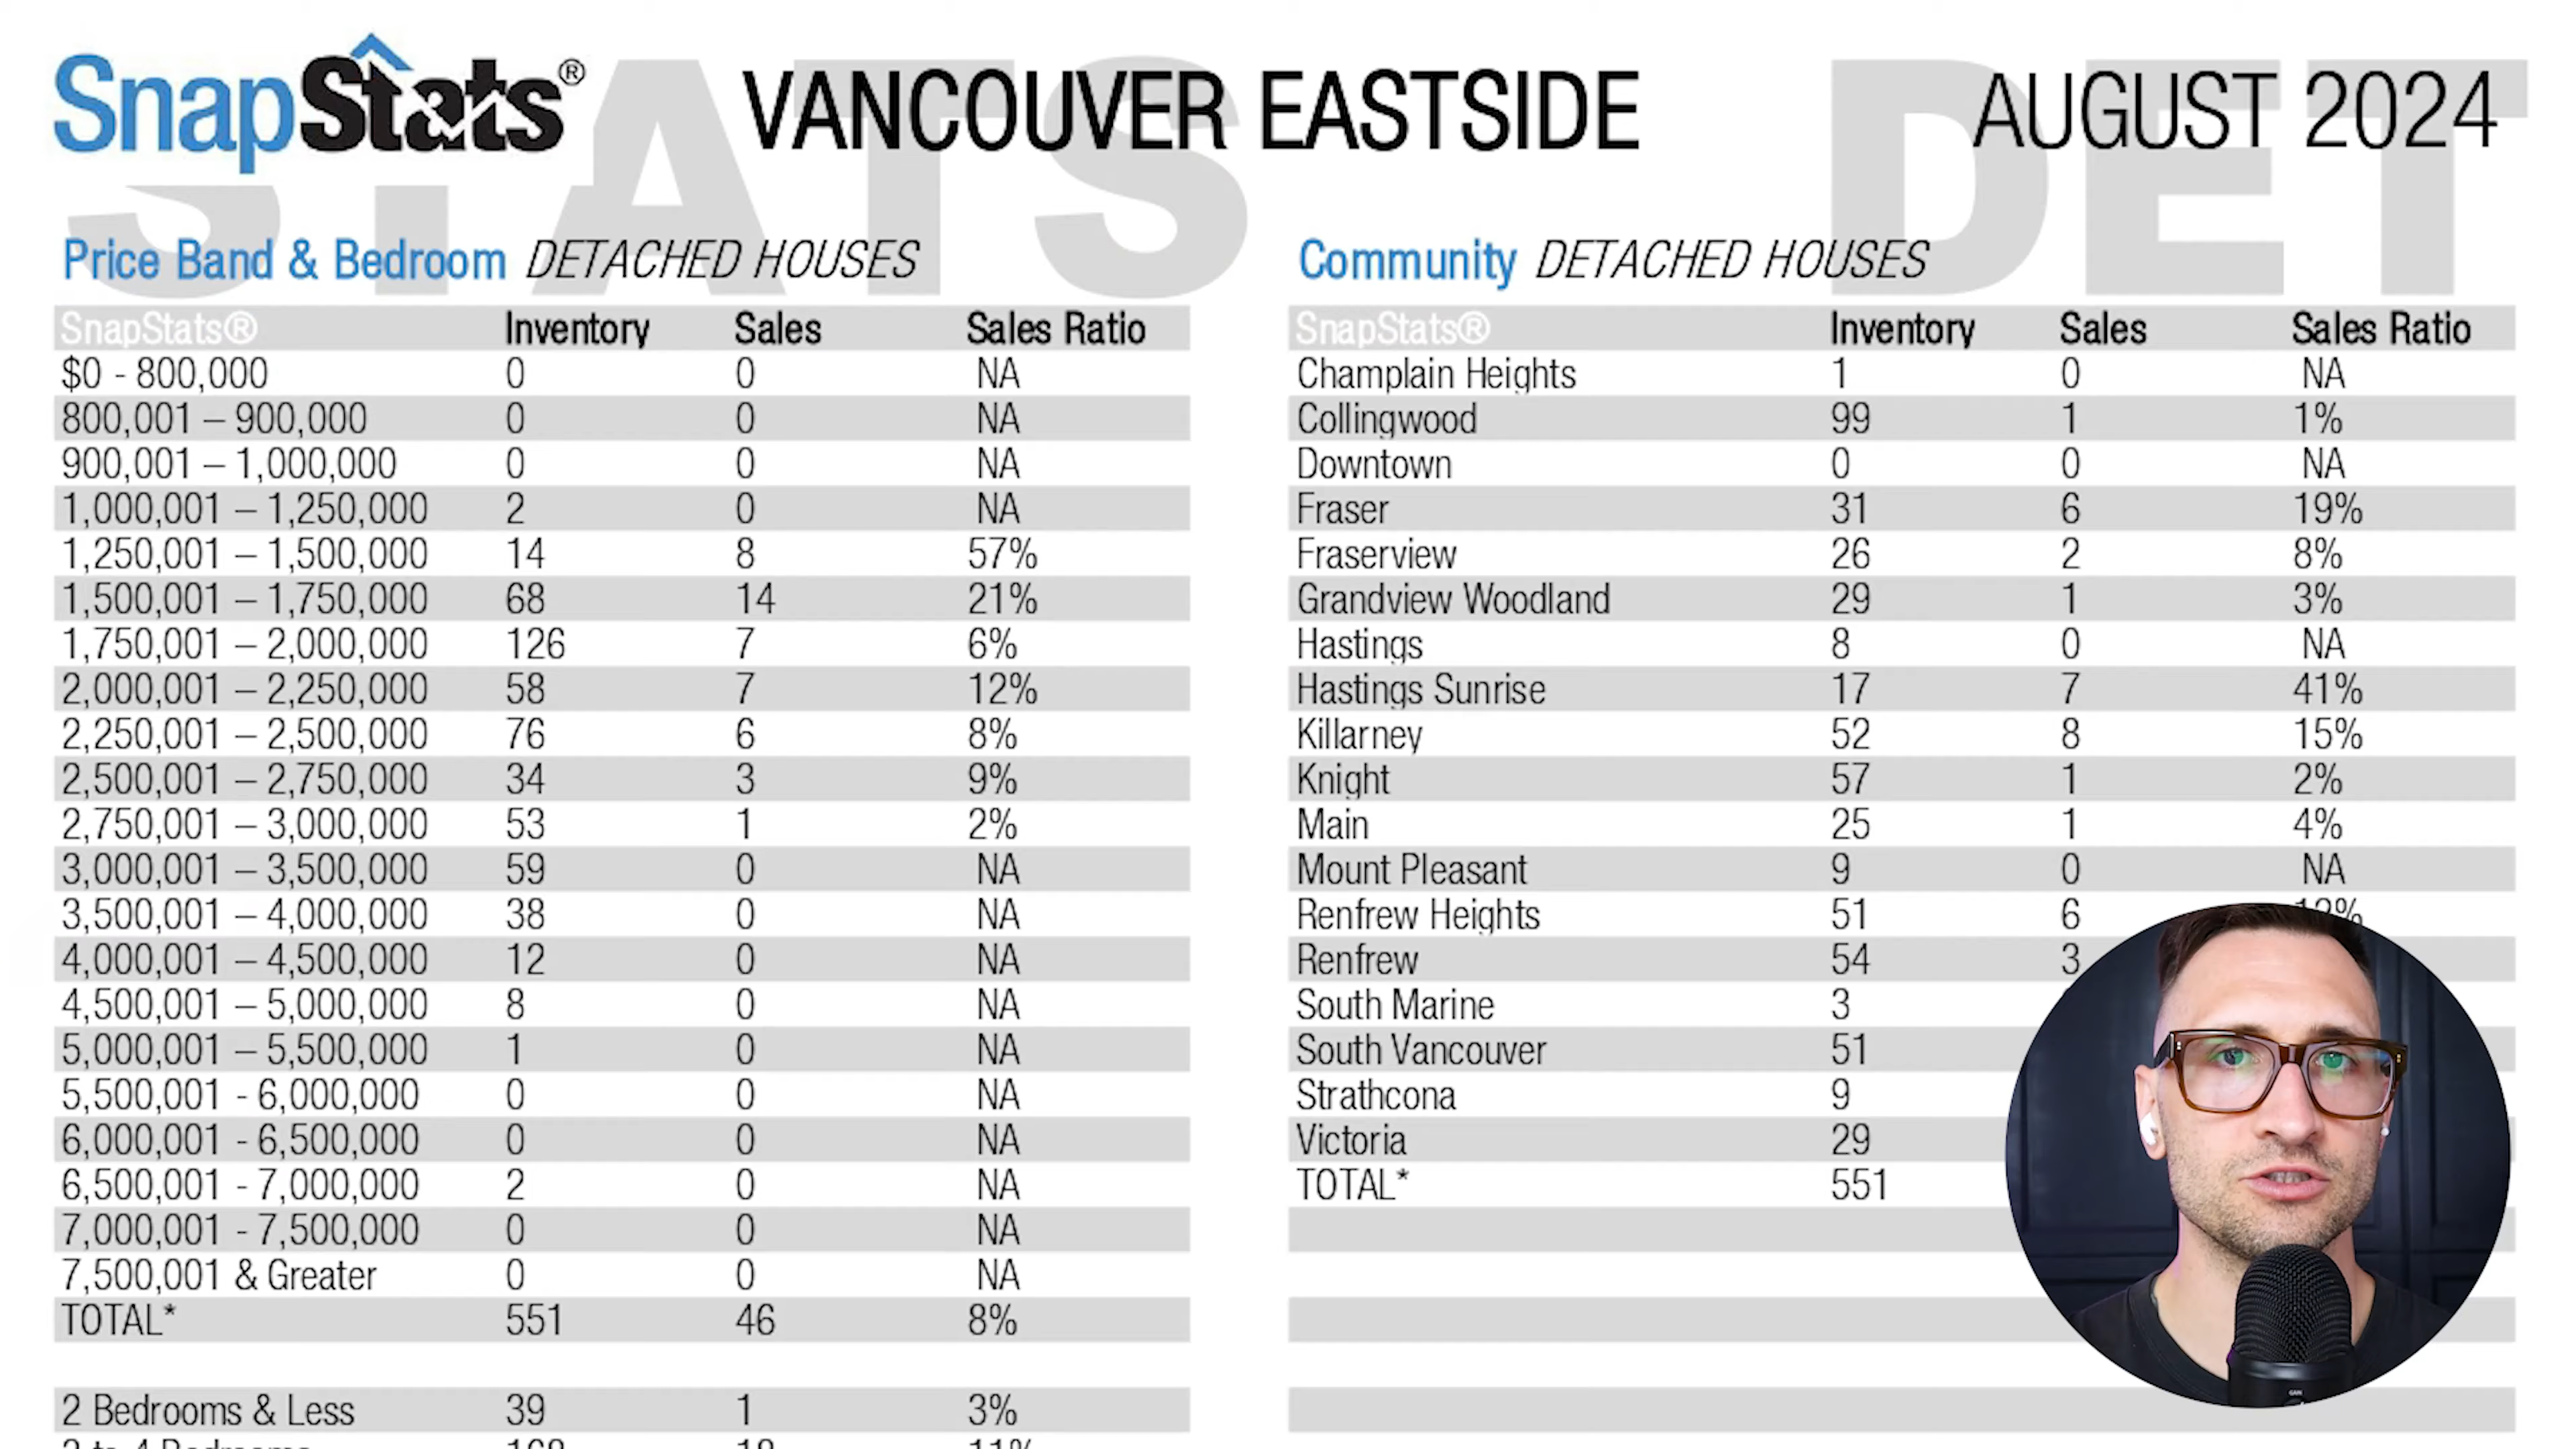 SnapStats®
VANCOUVER EASTSIDE
AUGUST 2024
STATS
DET
Price Band & Bedroom DETACHED HOUSES
SnapStats® Inventory Sales Sales Ratio
$0 - 800,000 0 0 NA
800,001 – 900,000 0 0 NA
900,001 – 1,000,000 0 0 NA
1,000,001 – 1,250,000 2 0 NA
1,250,001 – 1,500,000 14 8 57%
1,500,001 – 1,750,000 68 14 21%
1,750,001 – 2,000,000 126 7 6%
2,000,001 – 2,250,000 58 7 12%
2,250,001 – 2,500,000 76 6 8%
2,500,001 – 2,750,000 34 3 9%
2,750,001 – 3,000,000 53 1 2%
3,000,001 – 3,500,000 59 0 NA
3,500,001 – 4,000,000 38 0 NA
4,000,001 – 4,500,000 12 0 NA
4,500,001 – 5,000,000 8 0 NA
5,000,001 – 5,500,000 1 0 NA
5,500,001 - 6,000,000 0 0 NA
6,000,001 - 6,500,000 0 0 NA
6,500,001 - 7,000,000 2 0 NA
7,000,001 - 7,500,000 0 0 NA
7,500,001 & Greater 0 0 NA
TOTAL* 551 46 8%
2 Bedrooms & Less 39 1 3%
Community DETACHED HOUSES
SnapStats® Inventory Sales Sales Ratio
Champlain Heights 1 0 NA
Collingwood 99 1 1%
Downtown 0 0 NA
Fraser 31 6 19%
Fraserview 26 2 8%
Grandview Woodland 29 1 3%
Hastings 8 0 NA
Hastings Sunrise 17 7 41%
Killarney 52 8 15%
Knight 57 1 2%
Main 25 1 4%
Mount Pleasant 9 0 NA
Renfrew Heights 51 6
Renfrew 54 3
South Marine 3
South Vancouver 51
Strathcona 9
Victoria 29
TOTAL* 551